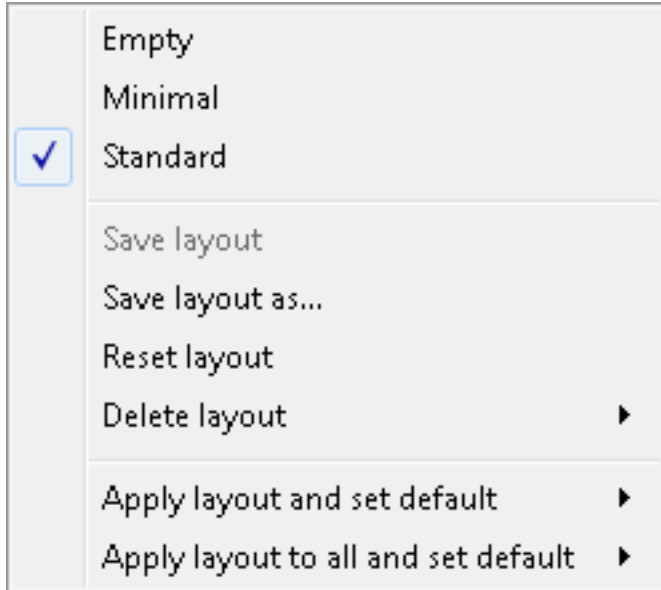 Empty
Minimal
Standard
Save layout
Save layout as...
Reset layout
Delete layout
Apply layout and set default
Apply layout to all and set default